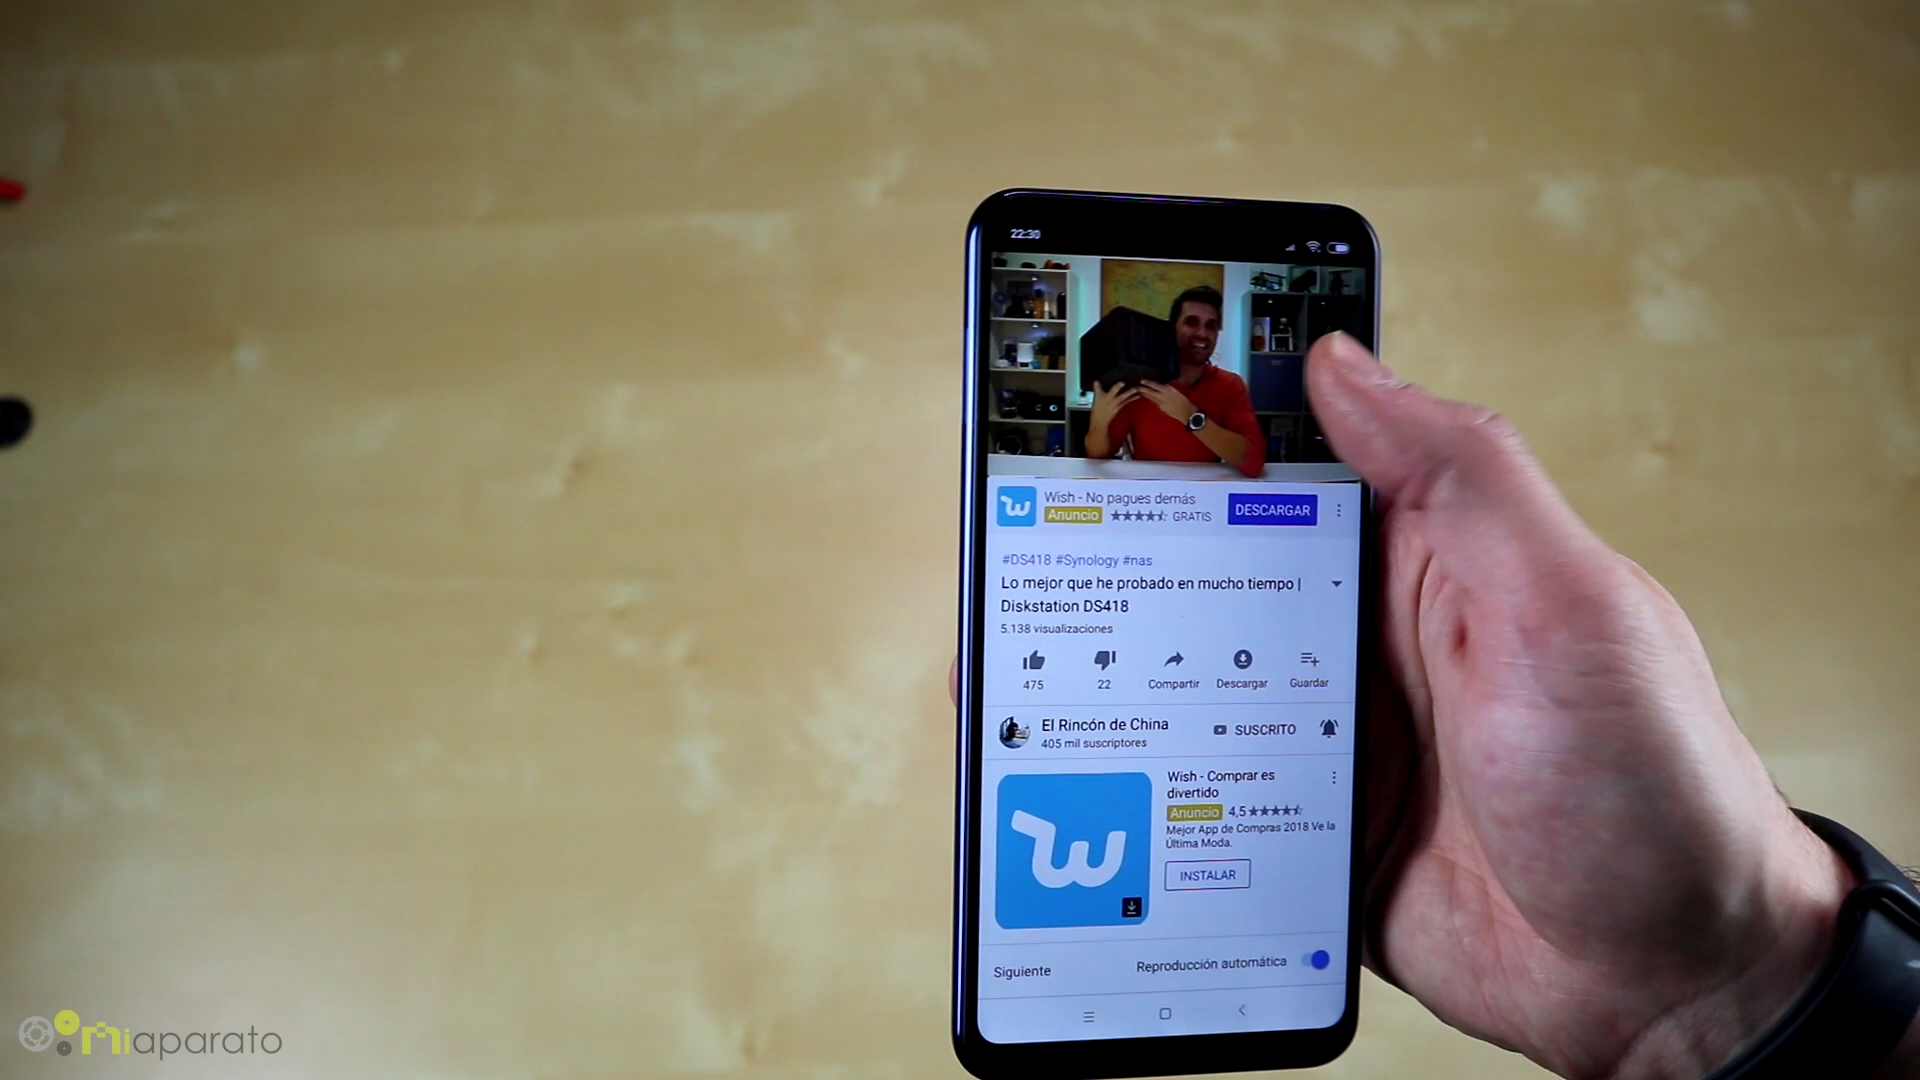 22:30
Wish - No pagues demás
Anuncio GRATIS
DESCARGAR
#DS418 #Synology #nas
Lo mejor que he probado en mucho tiempo |
Diskstation DS418
5.138 visualizaciones
475
22
Compartir
Descargar
Guardar
El Rincón de China
405 mil suscriptores
SUSCRITO
Wish - Comprar es
divertido
Anuncio 4,5
Mejor App de Compras 2018 Ve la
Última Moda.
INSTALAR
Siguiente
Reproducción automática
miaparato